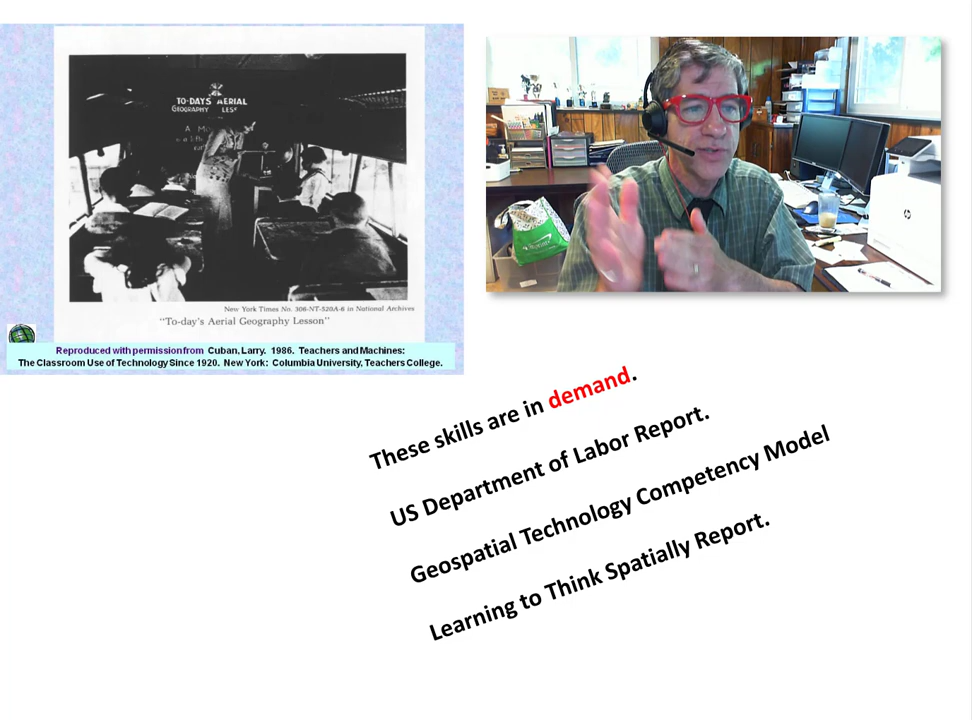 TO-DAYS AERIAL
GEOGRAPHY
New York Times No. 306-NT-520A-6 in National Archives
"To-day's Aerial Geography Lesson"
Reproduced with permission from Cuban, Larry. 1986. Teachers and Machines:
The Classroom Use of Technology Since 1920. New York: Columbia University, Teachers College.
hp
These skills are in demand.
US Department of Labor Report.
Geospatial Technology Competency Model
Learning to Think Spatially Report.